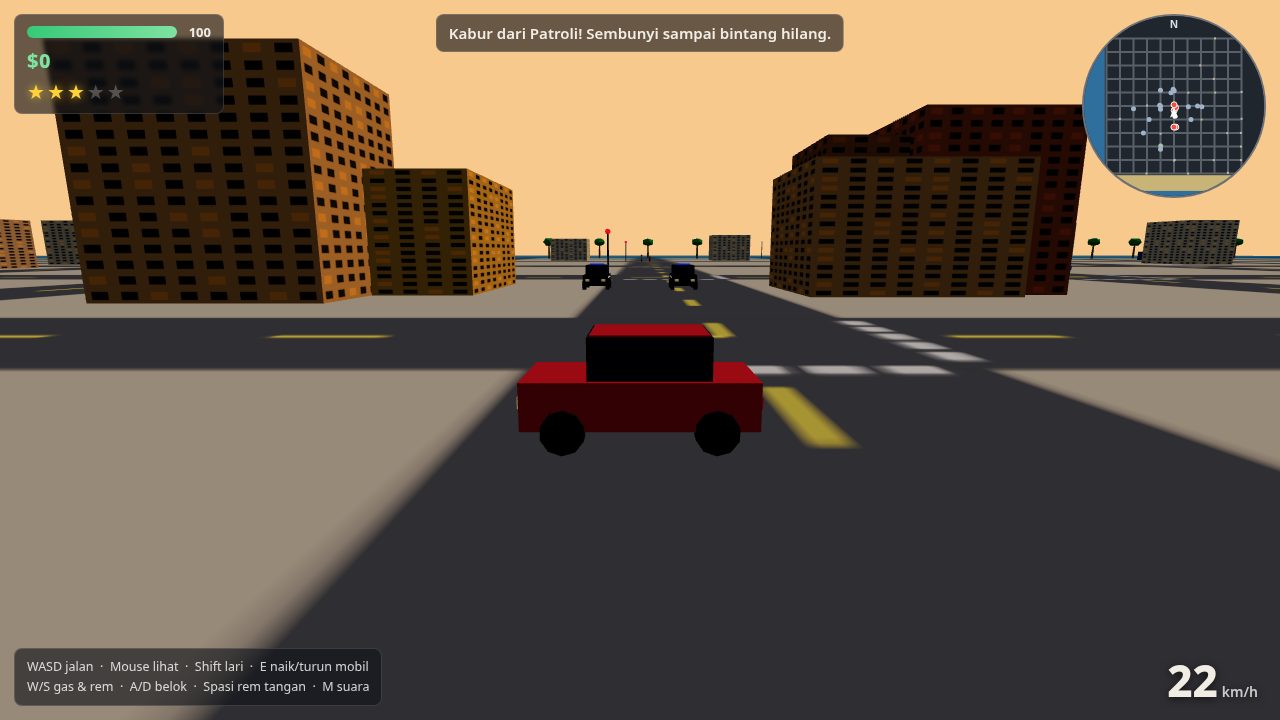 100
$0
Kabur dari Patroli! Sembunyi sampai bintang hilang.
N
WASD jalan · Mouse lihat · Shift lari · E naik/turun mobil
W/S gas & rem · A/D belok · Spasi rem tangan · M suara
22 km/h